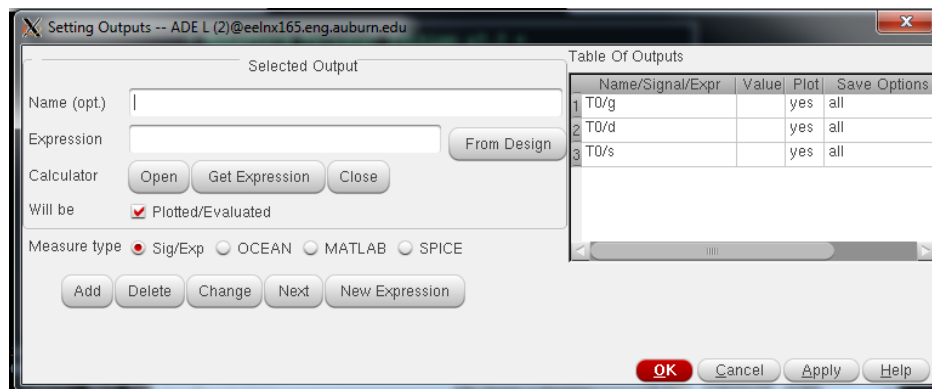 Setting Outputs -- ADE L (2)@eelnx165.eng.auburn.edu
Selected Output
Name (opt.)
Expression
From Design
Calculator
Open Get Expression Close
Will be
Plotted/Evaluated
Measure type Sig/Exp OCEAN MATLAB SPICE
Add Delete Change Next New Expression
Table Of Outputs
Name/Signal/Expr Value Plot Save Options
1 T0/g yes all
2 T0/d yes all
3 T0/s yes all
OK Cancel Apply Help